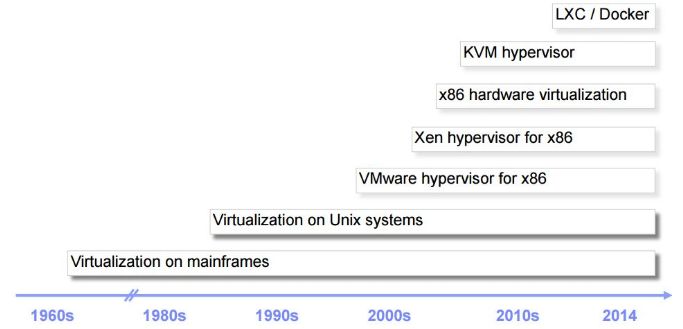 LXC / Docker
KVM hypervisor
x86 hardware virtualization
Xen hypervisor for x86
VMware hypervisor for x86
Virtualization on Unix systems
Virtualization on mainframes
1960s 1980s 1990s 2000s 2010s 2014